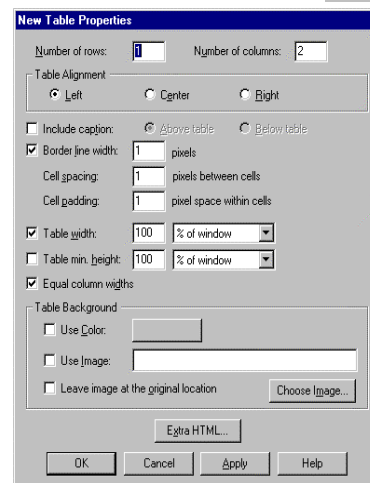 New Table Properties
Number of rows: 1 Number of columns: 2
Table Alignment
Left Center Right
Include caption: Above table Below table
Border line width: 1 pixels
Cell spacing: 1 pixels between cells
Cell padding: 1 pixel space within cells
Table width: 100 % of window
Table min. height: 100 % of window
Equal column widths
Table Background
Use Color:
Use Image:
Leave image at the original location Choose Image...
Extra HTML...
OK Cancel Apply Help